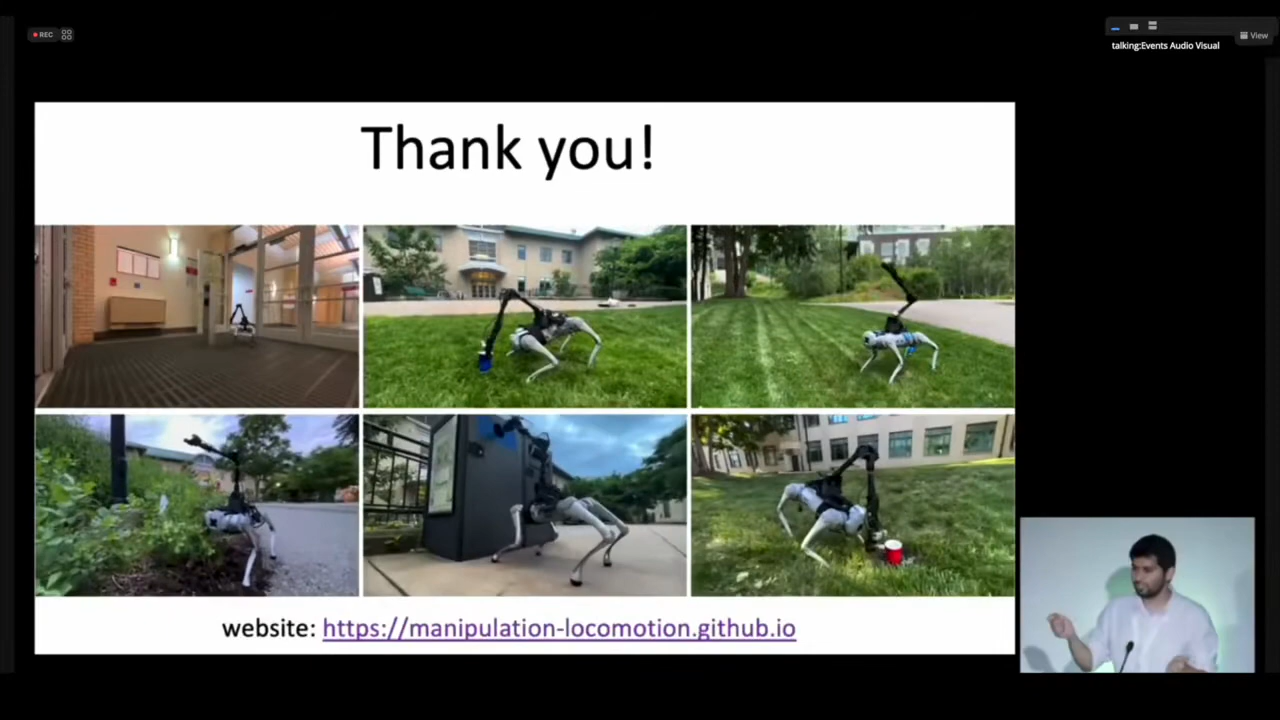 REC
View
talking:Events Audio Visual
Thank you!
website: https://manipulation-locomotion.github.io